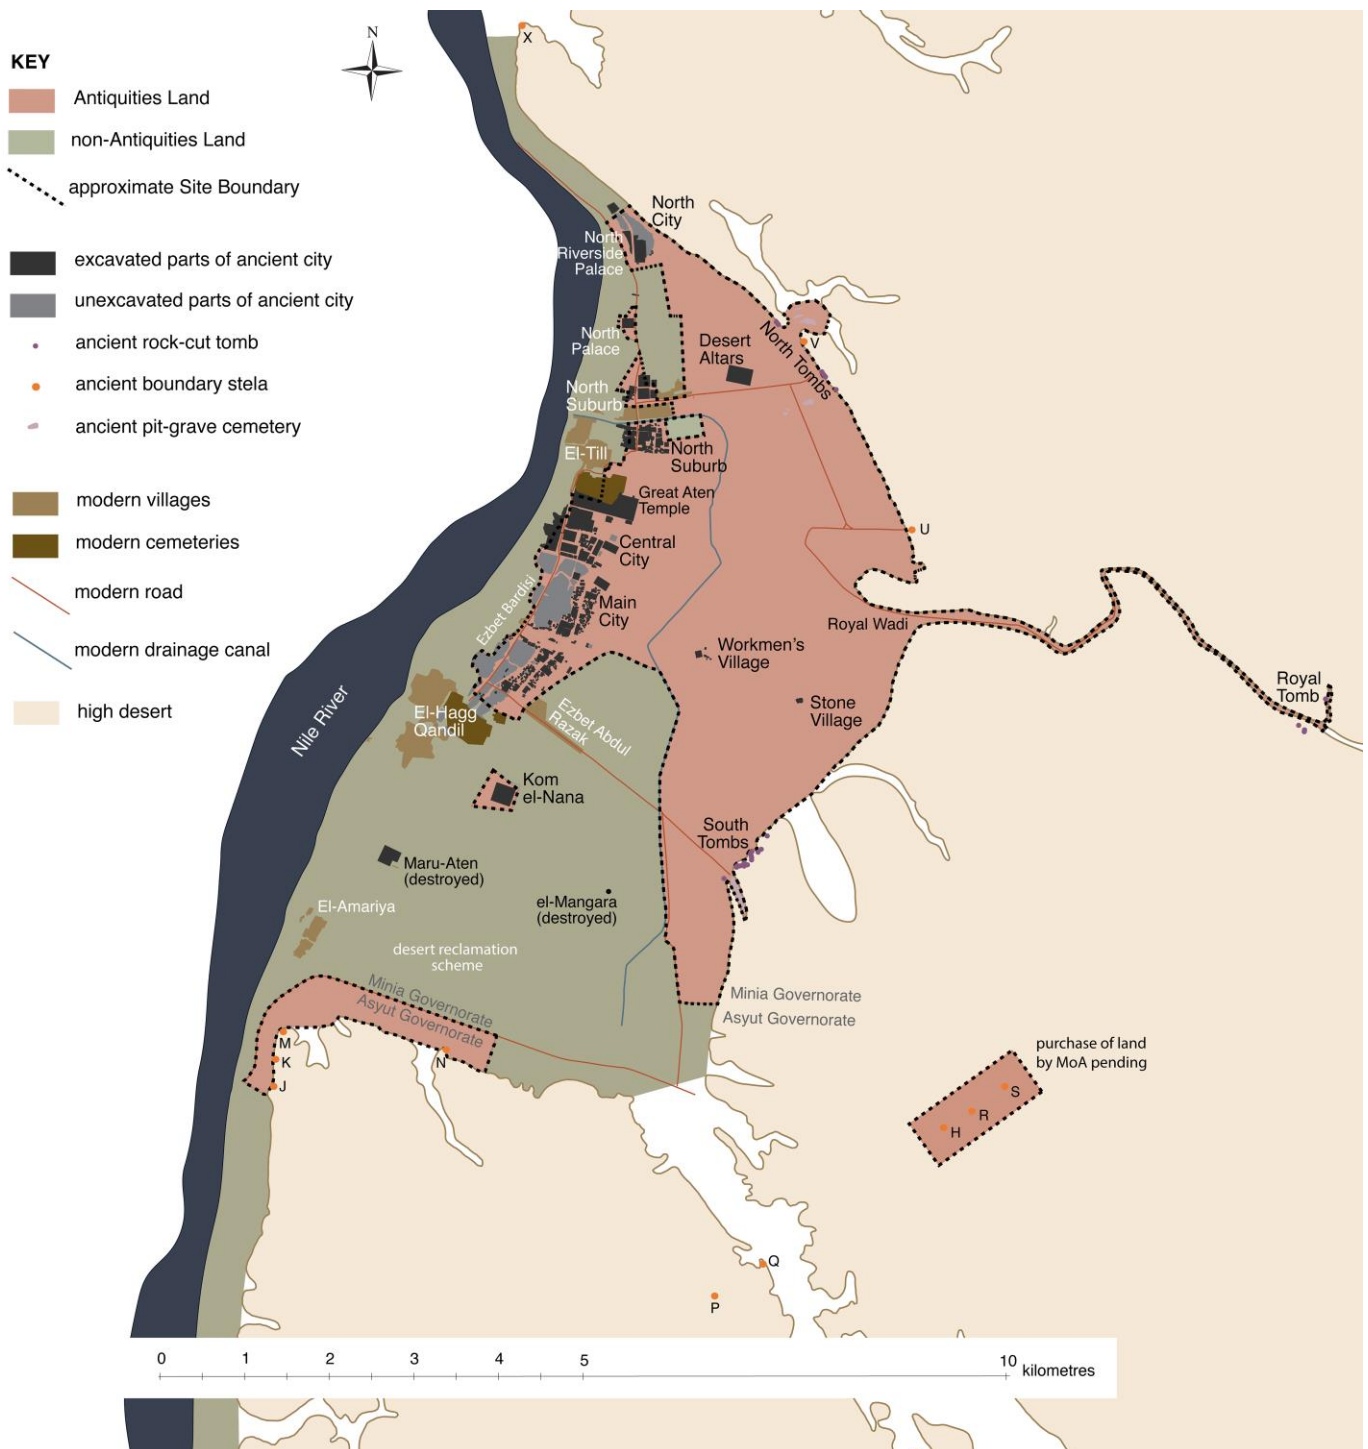 N
X
KEY
Antiquities Land
non-Antiquities Land
approximate Site Boundary
excavated parts of ancient city
unexcavated parts of ancient city
ancient rock-cut tomb
ancient boundary stela
ancient pit-grave cemetery
modern villages
modern cemeteries
modern road
modern drainage canal
high desert
North
City
North
Riverside
Palace
North
Palace
Desert
Altars
North Tombs
V
North
Suburb
El-Till
North
Suburb
Great Aten
Temple
U
Central
City
Ezbet Bardisi
Main
City
Royal Wadi
Workmen's
Village
Stone
Village
Royal
Tomb
Nile River
El-Hagg
Qandil
Ezbet Abdul
Razak
Kom
el-Nana
South
Tombs
Maru-Aten
(destroyed)
el-Mangara
(destroyed)
El-Amariya
desert reclamation
scheme
Minia Governorate
Asyut Governorate
Minia Governorate
Asyut Governorate
M
K
J
N
purchase of land
by MoA pending
S
R
H
Q
P
0 1 2 3 4 5 10 kilometres